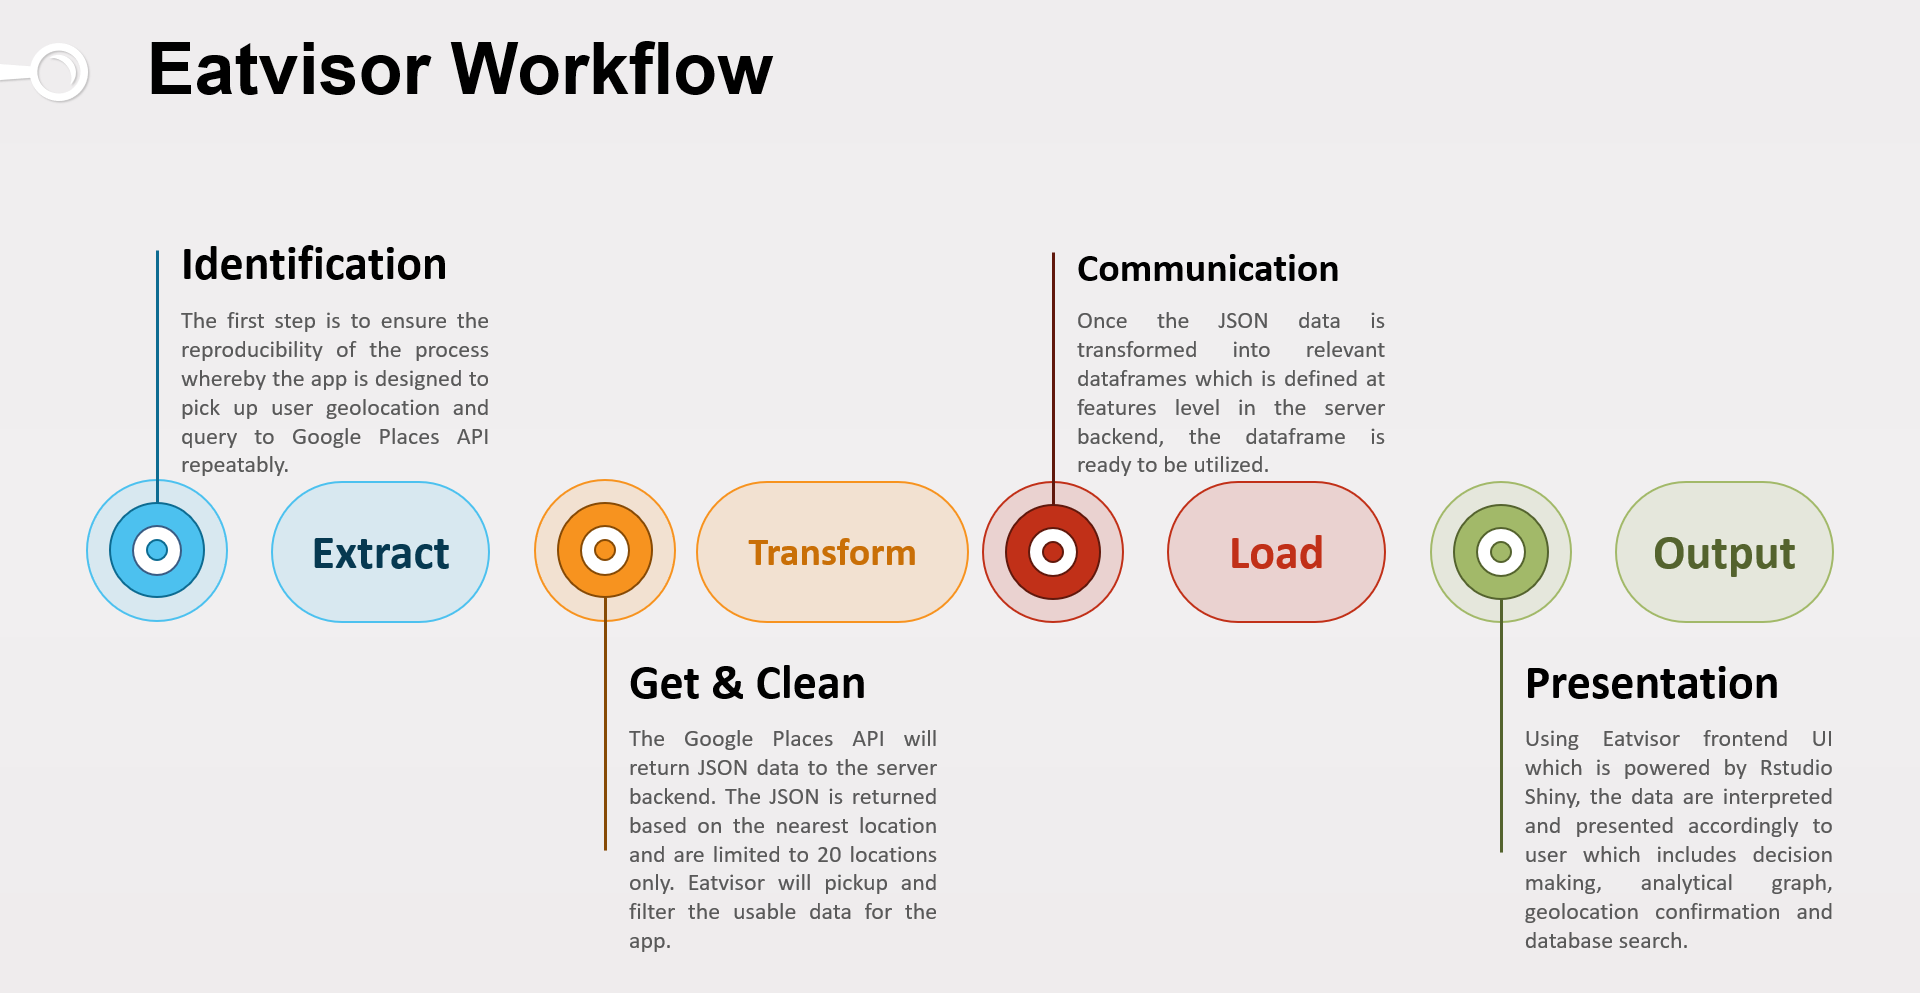 Eatvisor Workflow
Identification
The first step is to ensure the
reproducibility of the process
whereby the app is designed to
pick up user geolocation and
query to Google Places API
repeatably.
Communication
Once the JSON data is
transformed into relevant
dataframes which is defined at
features level in the server
backend, the dataframe is
ready to be utilized.
Extract
Transform
Load
Output
Get & Clean
The Google Places API will
return JSON data to the server
backend. The JSON is returned
based on the nearest location
and are limited to 20 locations
only. Eatvisor will pickup and
filter the usable data for the
app.
Presentation
Using Eatvisor frontend UI
which is powered by Rstudio
Shiny, the data are interpreted
and presented accordingly to
user which includes decision
making, analytical graph,
geolocation confirmation and
database search.